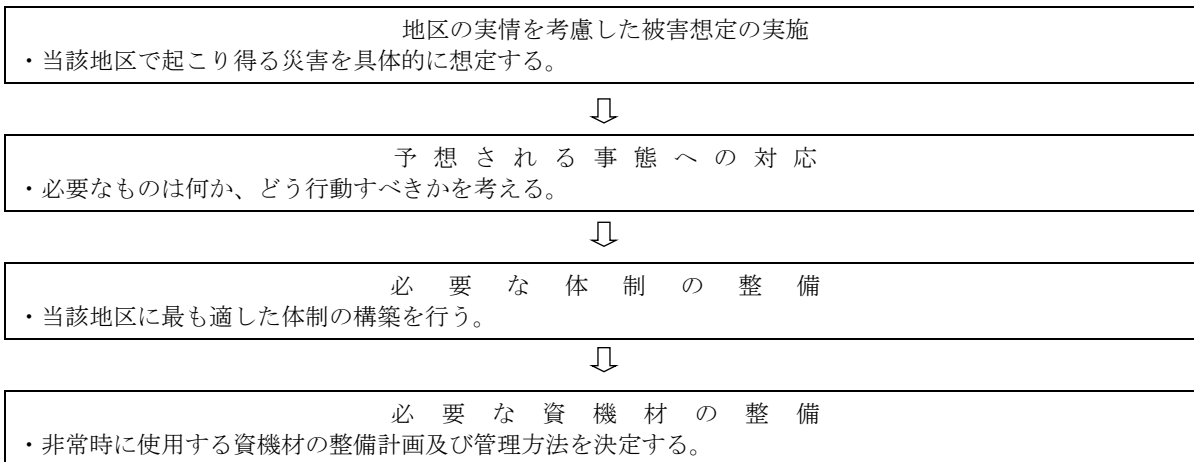 地区の実情を考慮した被害想定の実施
・当該地区で起こり得る災害を具体的に想定する。
予想される事態への対応
・必要なものは何か、どう行動すべきかを考える。
必要な体制の整備
・当該地区に最も適した体制の構築を行う。
必要な資機材の整備
・非常時に使用する資機材の整備計画及び管理方法を決定する。